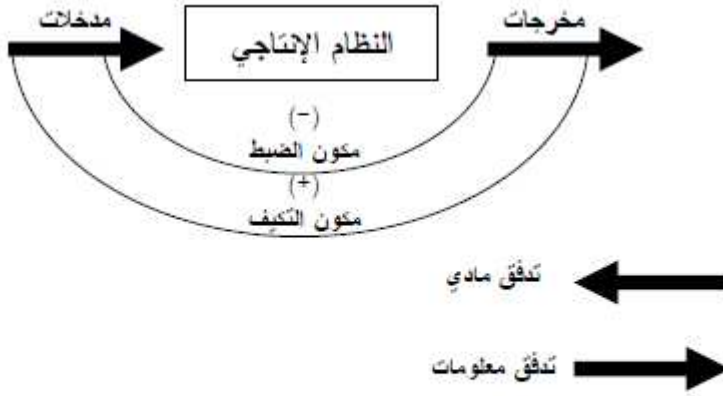 مدخلات
النظام الإنتاجي
مخرجات
(-)
مكون الضبط
(+)
مكون التكيف
تدفق مادي
تدفق معلومات